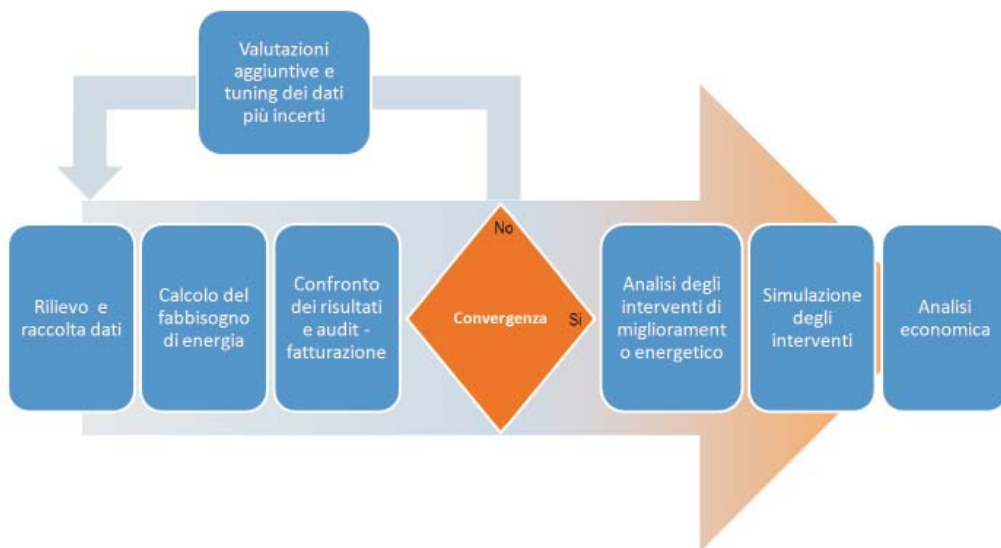 Valutazioni
aggiuntive e
tuning dei dati
più incerti
Rilievo e
raccolta dati
Calcolo del
fabbisogno
di energia
Confronto
dei risultati
e audit -
fatturazione
No
Convergenza
Si
Analisi degli
interventi di
migliorament
o energetico
Simulazione
degli
interventi
Analisi
economica